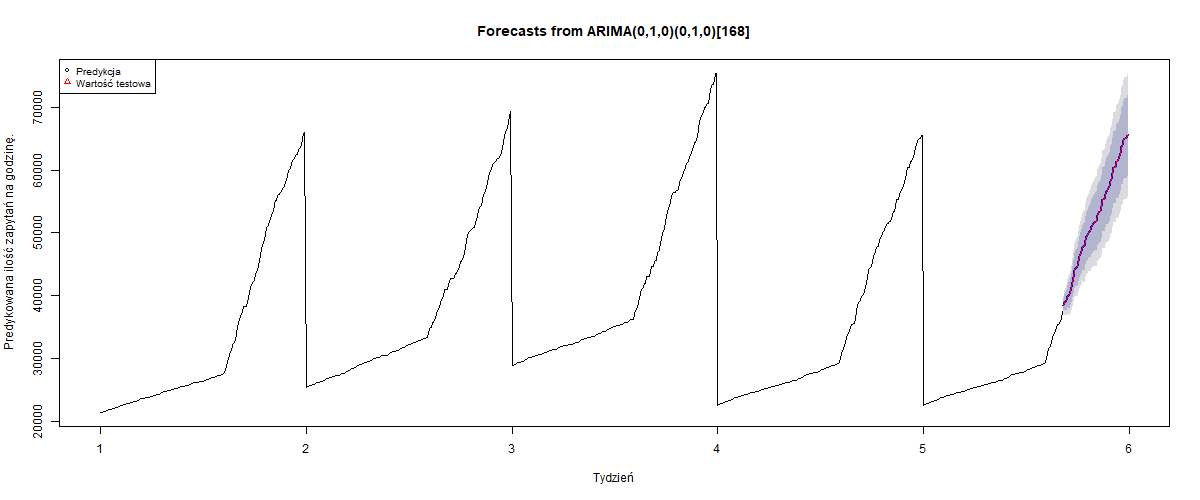 Forecasts from ARIMA(0,1,0)(0,1,0)[168]
Predykcja
Wartość testowa
Predykowana ilość zapytań na godzinę.
70000
60000
50000
40000
30000
20000
1 2 3 4 5 6
Tydzień